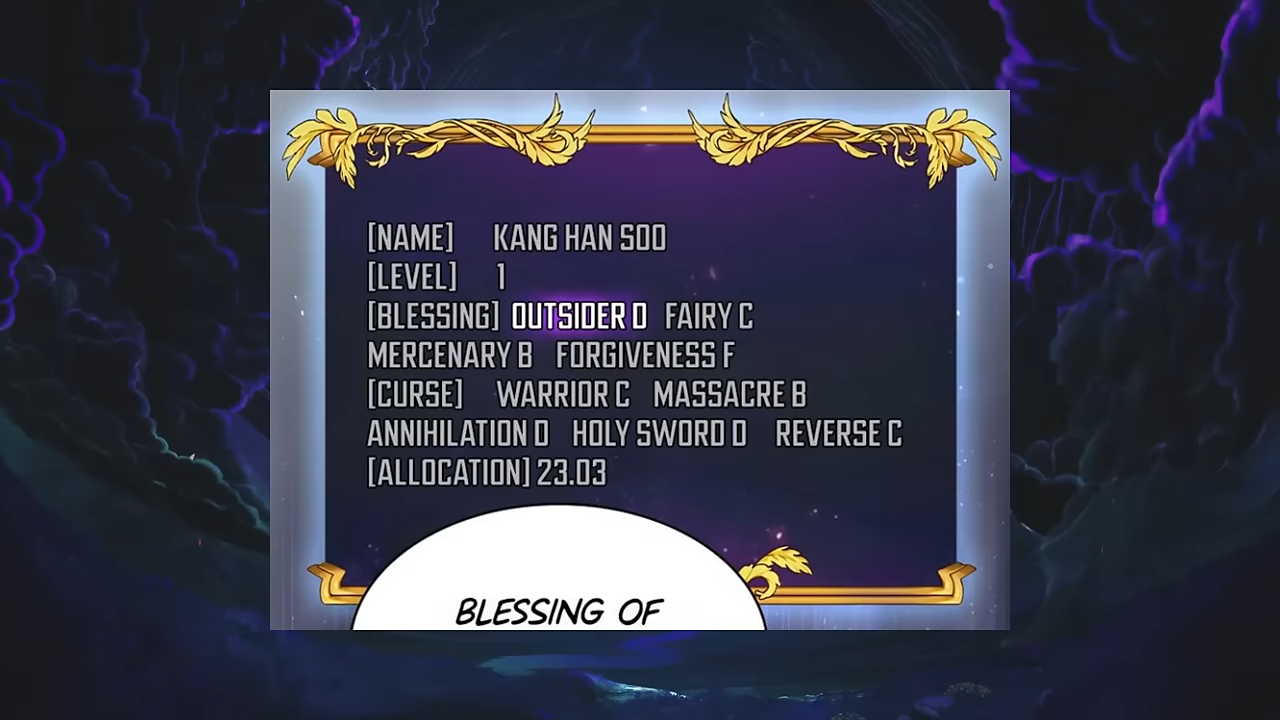 [NAME] KANG HAN SOO
[LEVEL] 1
[BLESSING] OUTSIDER D FAIRY C
MERCENARY B FORGIVENESS F
[CURSE] WARRIOR C MASSACRE B
ANNIHILATION D HOLY SWORD D REVERSE C
[ALLOCATION] 23.03
BLESSING OF